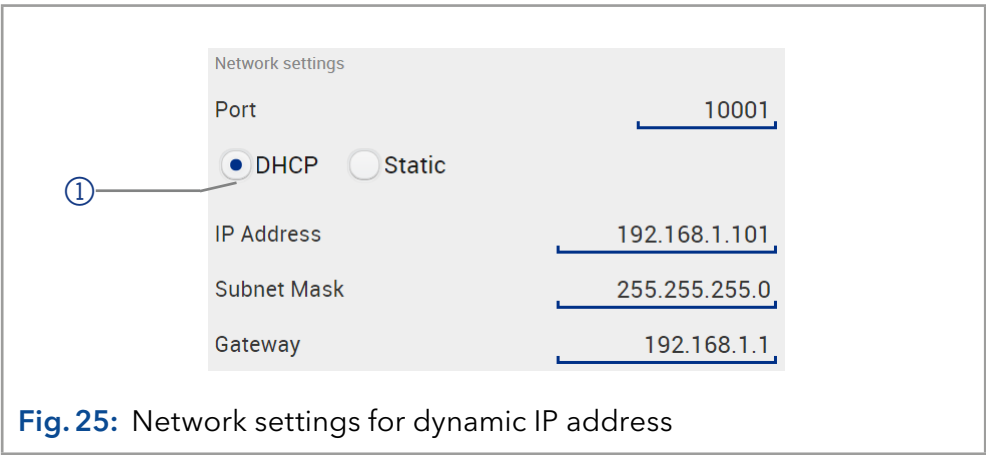 Network settings
Port 10001
DHCP Static
①
IP Address 192.168.1.101
Subnet Mask 255.255.255.0
Gateway 192.168.1.1
Fig. 25: Network settings for dynamic IP address